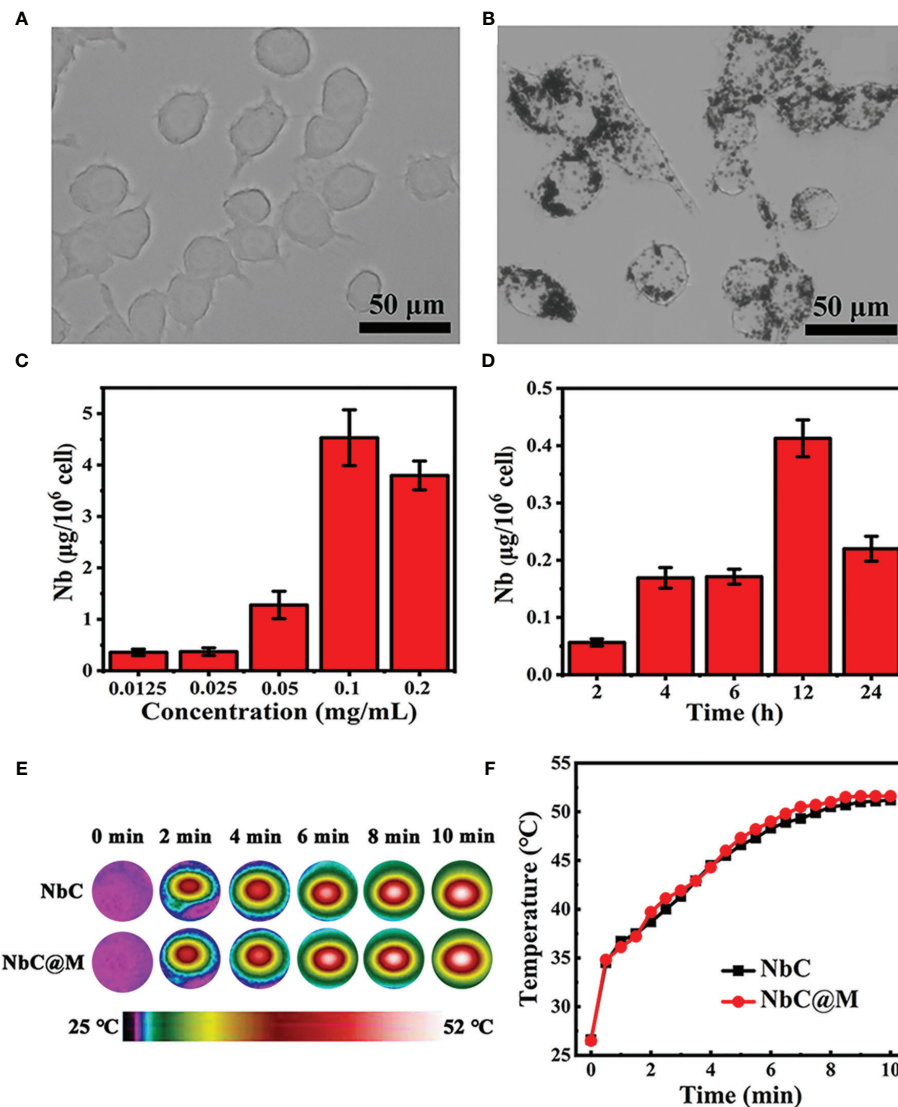 A
B
50 μm
50 μm
C
D
Nb (μg/10⁶ cell)
5
4
3
2
1
0
0.0125 0.025 0.05 0.1 0.2
Concentration (mg/mL)
Nb (μg/10⁶ cell)
0.5
0.4
0.3
0.2
0.1
0.0
2 4 6 12 24
Time (h)
E
0 min 2 min 4 min 6 min 8 min 10 min
NbC
NbC@M
25 °C 52 °C
F
Temperature (°C)
55
50
45
40
35
30
25
NbC
NbC@M
0 2 4 6 8 10
Time (min)